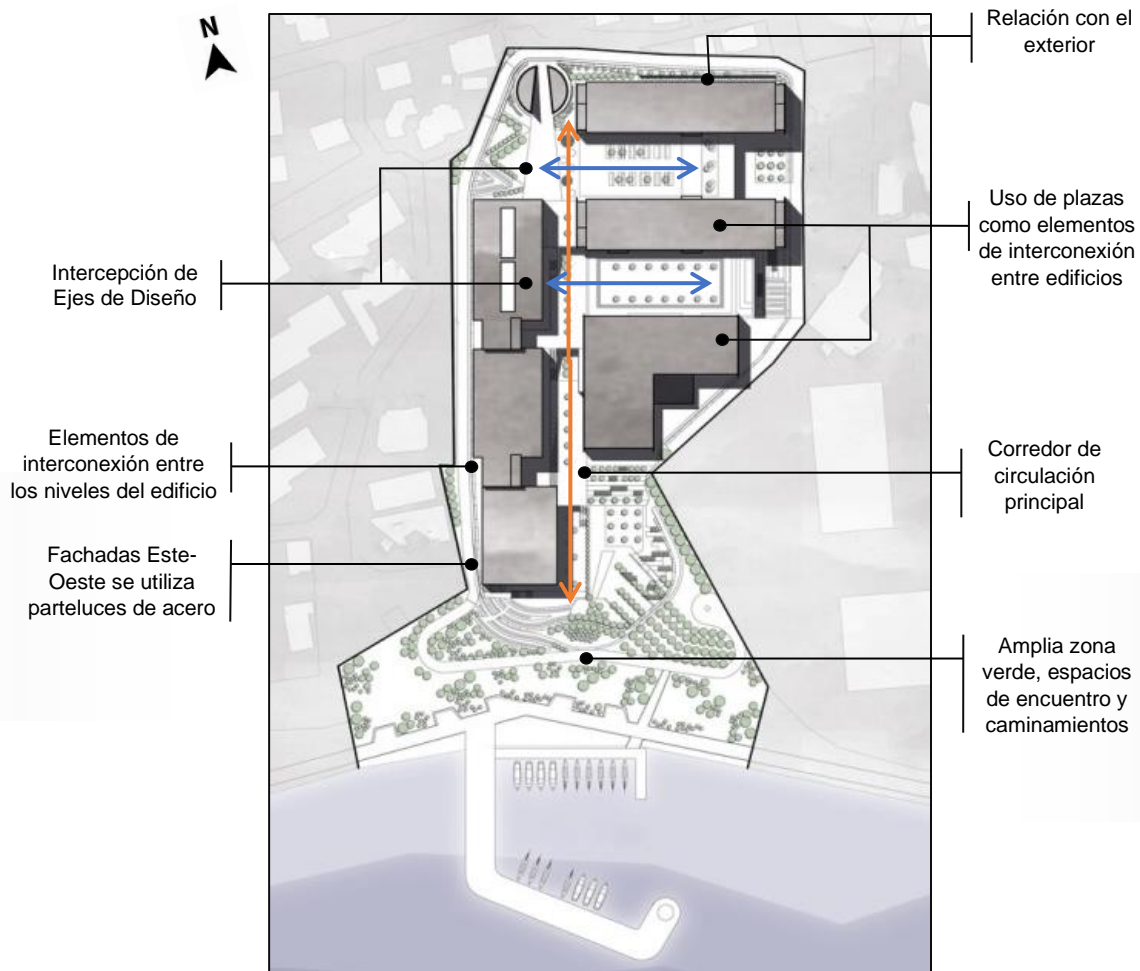 N
Relación con el
exterior
Uso de plazas
como elementos
de interconexión
entre edificios
Intercepción de
Ejes de Diseño
Elementos de
interconexión entre
los niveles del edificio
Corredor de
circulación
principal
Fachadas Este-
Oeste se utiliza
parteluces de acero
Amplia zona
verde, espacios
de encuentro y
caminamientos